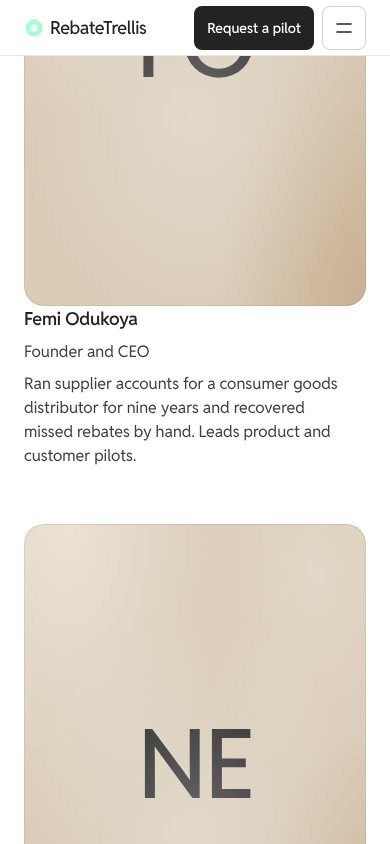 RebateTrellis
Request a pilot
Femi Odukoya
Founder and CEO
Ran supplier accounts for a consumer goods
distributor for nine years and recovered
missed rebates by hand. Leads product and
customer pilots.
NE